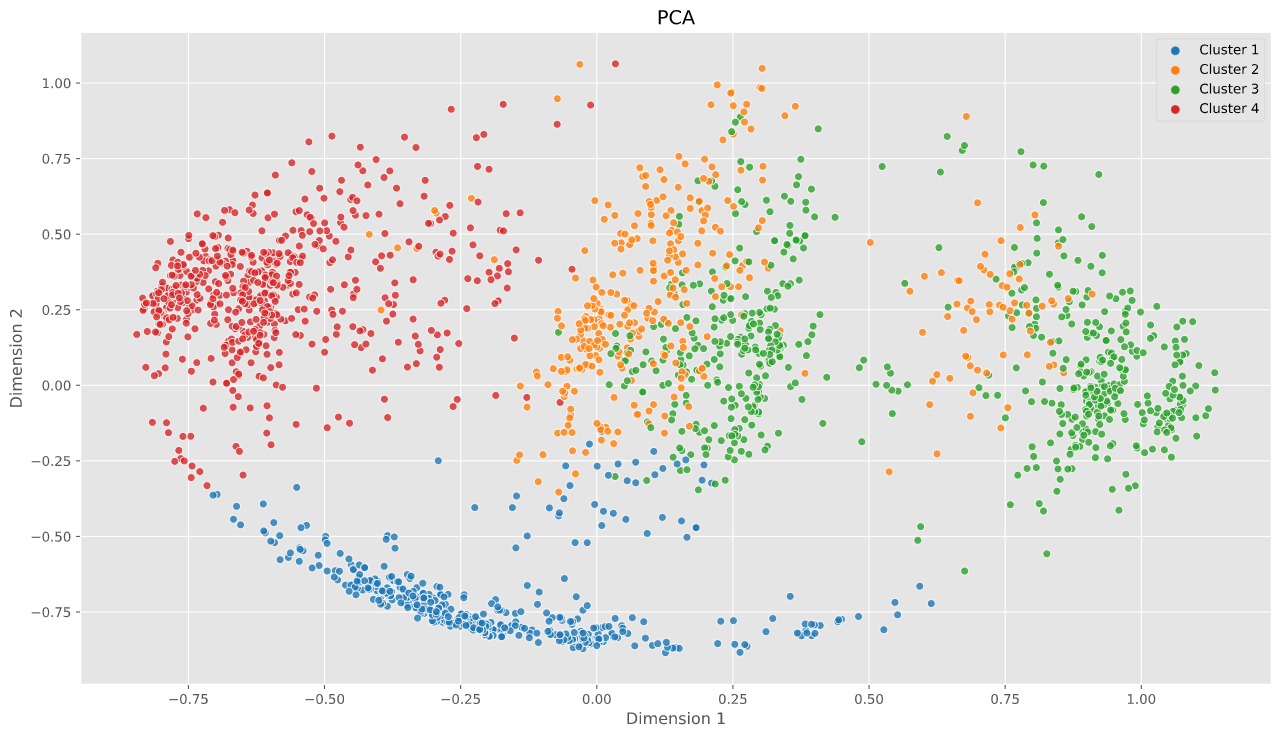 PCA
Cluster 1
Cluster 2
Cluster 3
Cluster 4
1.00
0.75
0.50
0.25
0.00
−0.25
−0.50
−0.75
Dimension 2
−0.75 −0.50 −0.25 0.00 0.25 0.50 0.75 1.00
Dimension 1